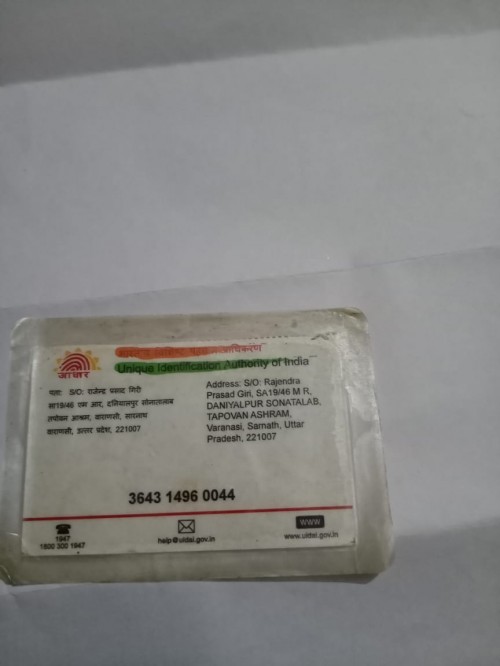 Unique Identification Authority of India
आधार
पता: S/O: राजेन्द्र प्रसाद गिरी
सा19/46 एम आर, दनियालपुर सोनातालाब
तपोवन आश्रम, वाराणसी, सारनाथ
वाराणसी, उत्तर प्रदेश, 221007
Address: S/O: Rajendra
Prasad Giri, SA19/46 M R,
DANIYALPUR SONATALAB,
TAPOVAN ASHRAM,
Varanasi, Sarnath, Uttar
Pradesh, 221007
3643 1496 0044
1947
1800 300 1947
help@uidai.gov.in
WWW
www.uidai.gov.in